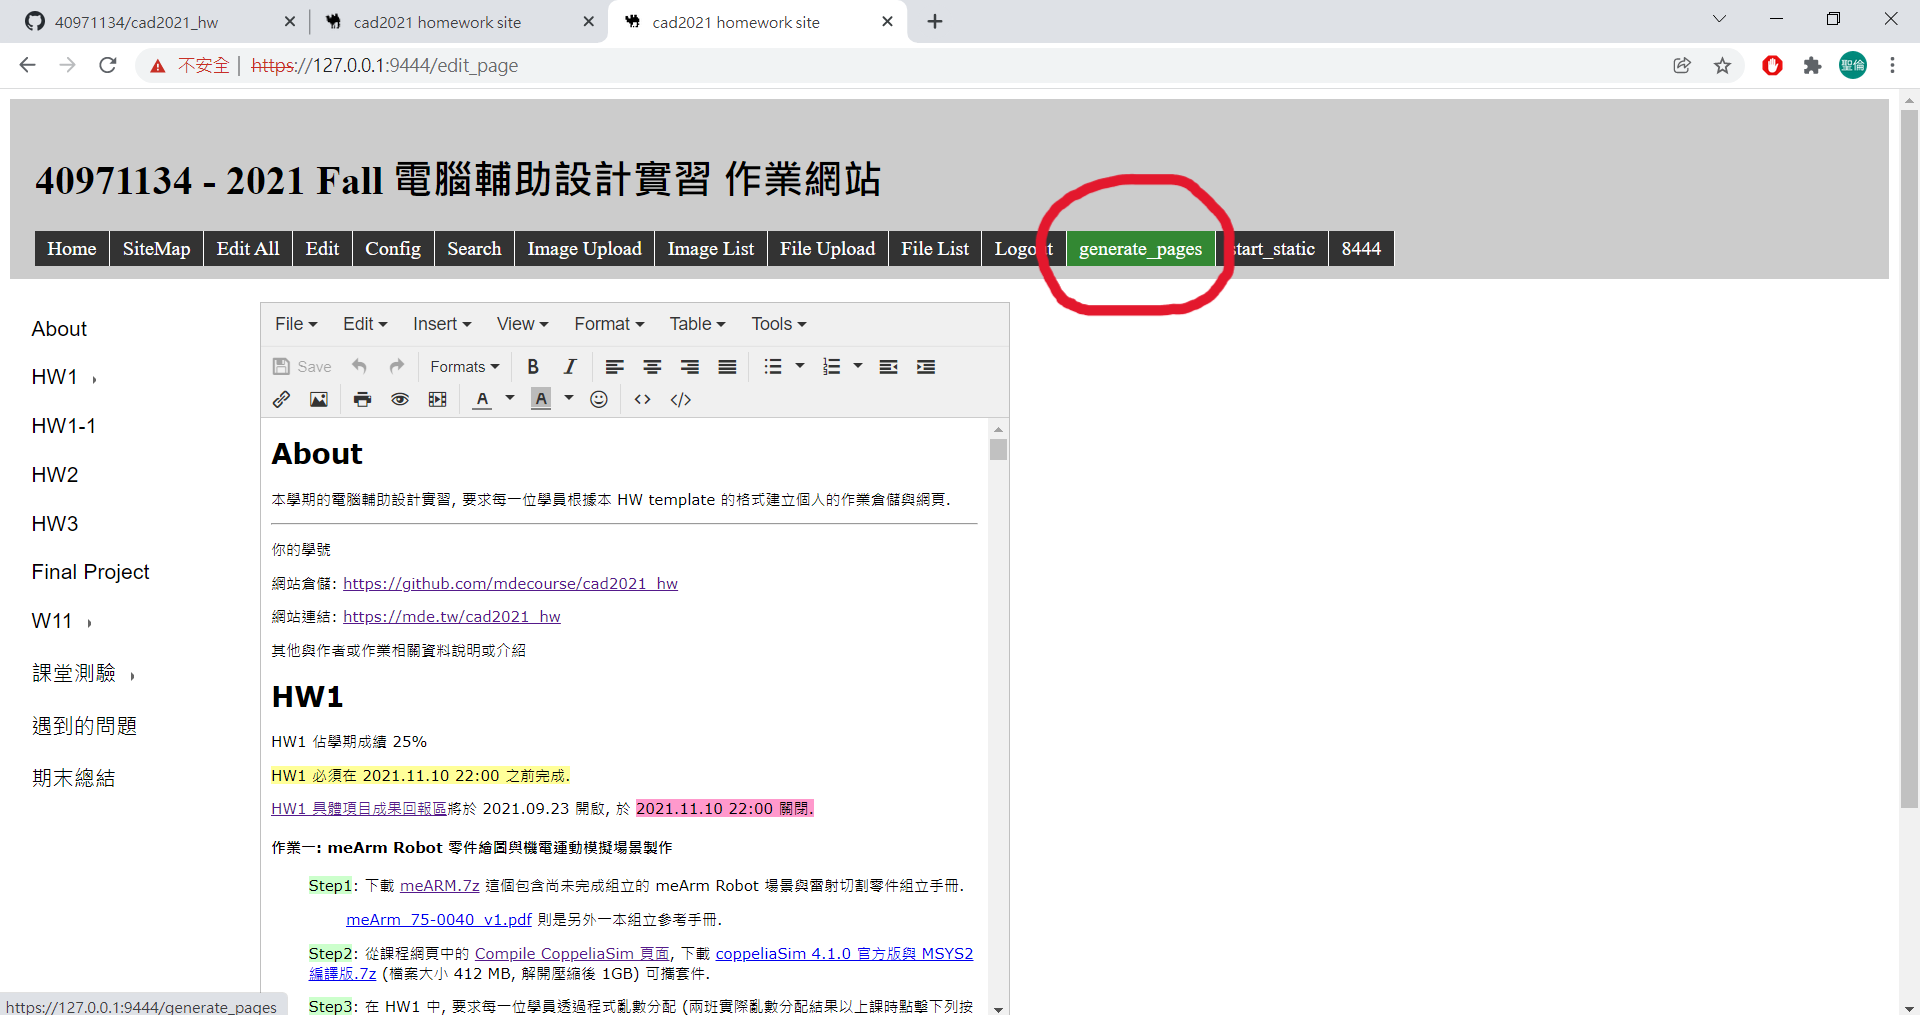 40971134/cad2021_hw
cad2021 homework site
cad2021 homework site
不安全 | https://127.0.0.1:9444/edit_page
聖倫
40971134 - 2021 Fall 電腦輔助設計實習 作業網站
Home SiteMap Edit All Edit Config Search Image Upload Image List File Upload File List Logout generate_pages start_static 8444
About
HW1
HW1-1
HW2
HW3
Final Project
W11
課堂測驗
遇到的問題
期末總結
File Edit Insert View Format Table Tools
Save Formats B I
A A
About
本學期的電腦輔助設計實習, 要求每一位學員根據本 HW template 的格式建立個人的作業倉儲與網頁.
你的學號
網站倉儲: https://github.com/mdecourse/cad2021_hw
網站連結: https://mde.tw/cad2021_hw
其他與作者或作業相關資料說明或介紹
HW1
HW1 佔學期成績 25%
HW1 必須在 2021.11.10 22:00 之前完成.
HW1 具體項目成果回報區將於 2021.09.23 開啟, 於 2021.11.10 22:00 關閉.
作業一: meArm Robot 零件繪圖與機電運動模擬場景製作
Step1: 下載 meARM.7z 這個包含尚未完成組立的 meArm Robot 場景與雷射切割零件組立手冊.
meArm_75-0040_v1.pdf 則是另外一本組立參考手冊.
Step2: 從課程網頁中的 Compile CoppeliaSim 頁面, 下載 coppeliaSim 4.1.0 官方版與 MSYS2
編譯版.7z (檔案大小 412 MB, 解開壓縮後 1GB) 可攜套件.
Step3: 在 HW1 中, 要求每一位學員透過程式亂數分配 (兩班實際亂數分配結果以上課時點擊下列按
https://127.0.0.1:9444/generate_pages